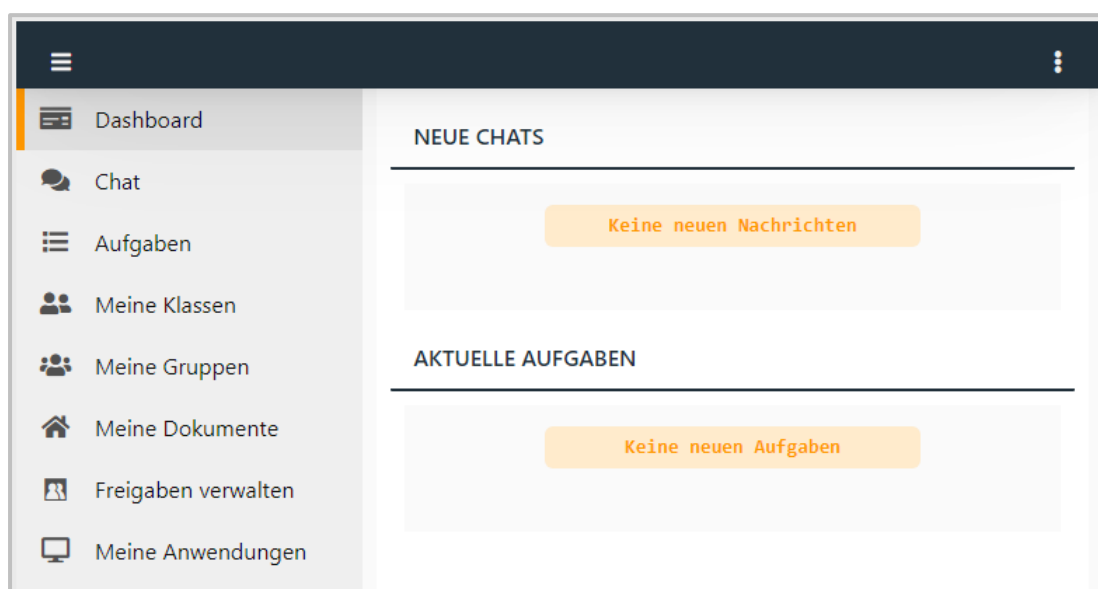 Dashboard
Chat
Aufgaben
Meine Klassen
Meine Gruppen
Meine Dokumente
Freigaben verwalten
Meine Anwendungen
NEUE CHATS
Keine neuen Nachrichten
AKTUELLE AUFGABEN
Keine neuen Aufgaben